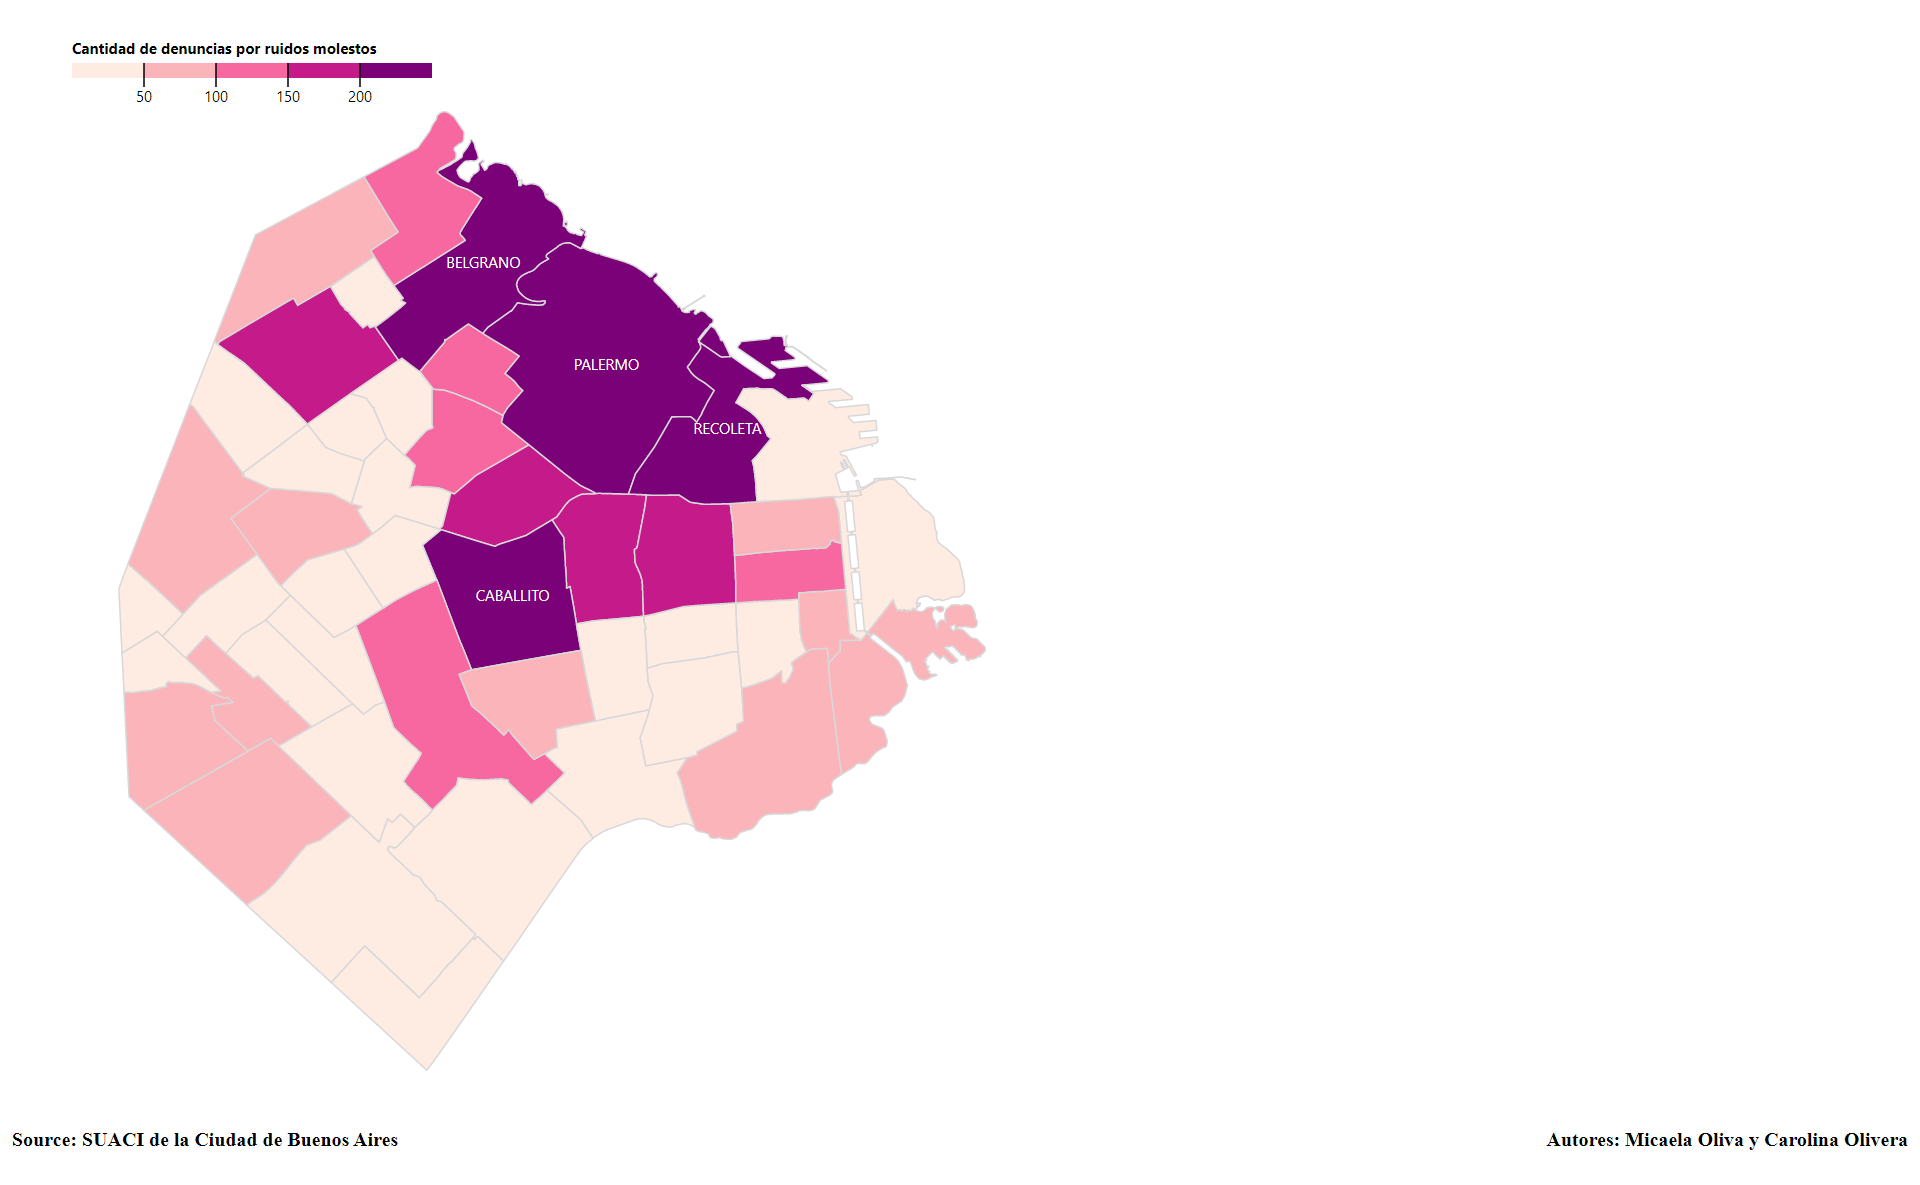 Cantidad de denuncias por ruidos molestos
50 100 150 200
BELGRANO
PALERMO
RECOLETA
CABALLITO
Source: SUACI de la Ciudad de Buenos Aires
Autores: Micaela Oliva y Carolina Olivera